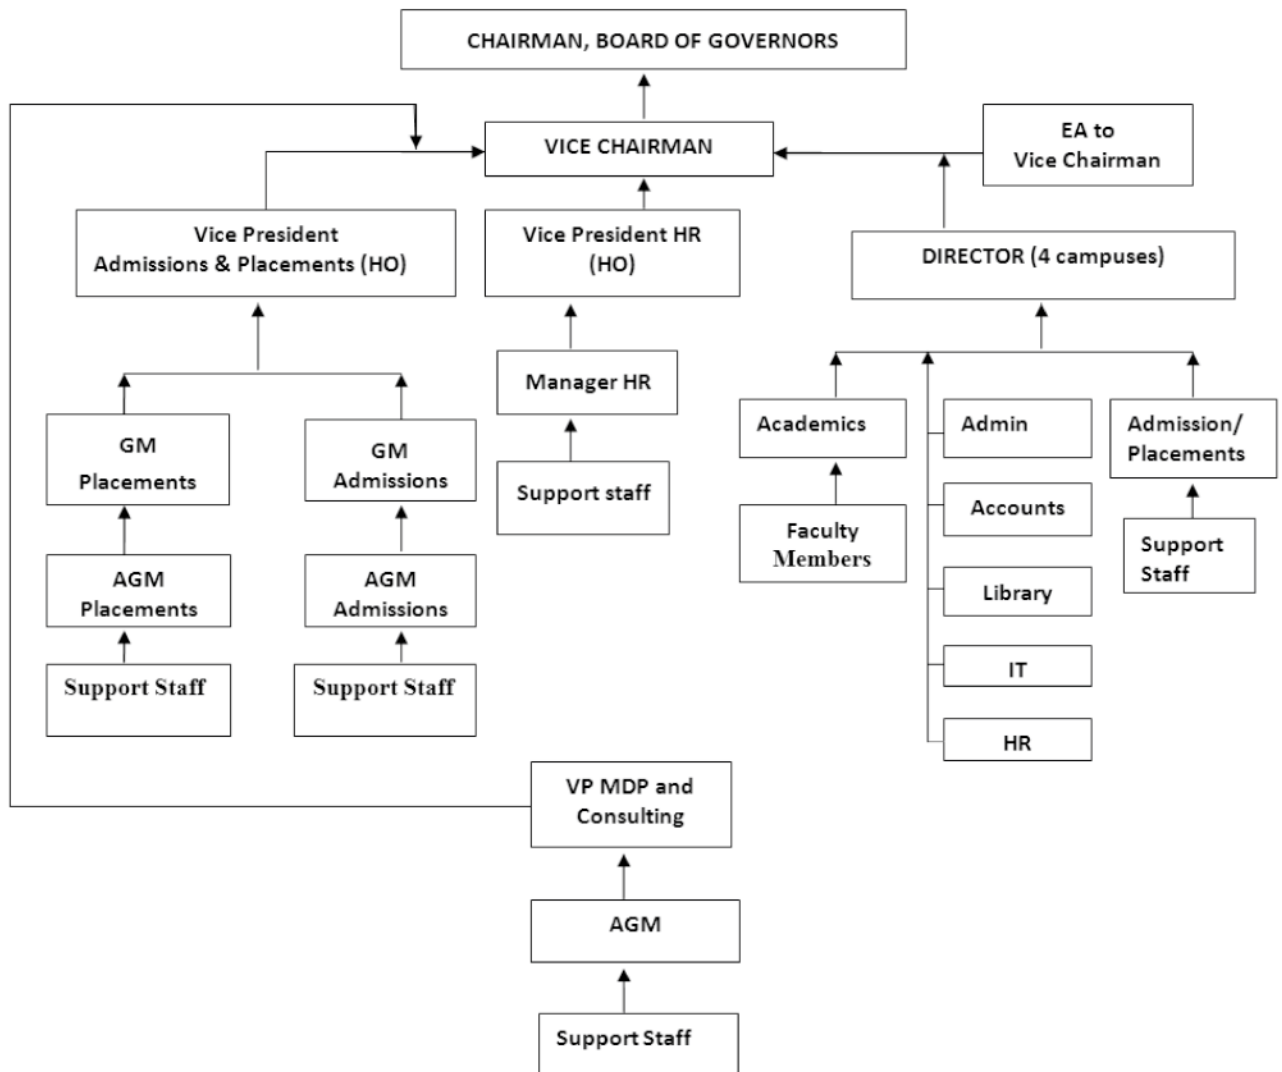 CHAIRMAN, BOARD OF GOVERNORS
VICE CHAIRMAN
EA to
Vice Chairman
Vice President
Admissions & Placements (HO)
Vice President HR
(HO)
DIRECTOR (4 campuses)
Manager HR
GM
Placements
GM
Admissions
Support staff
Academics
Admin
Admission/
Placements
Accounts
Faculty
Members
Support
Staff
AGM
Placements
AGM
Admissions
Library
Support Staff
Support Staff
IT
HR
VP MDP and
Consulting
AGM
Support Staff